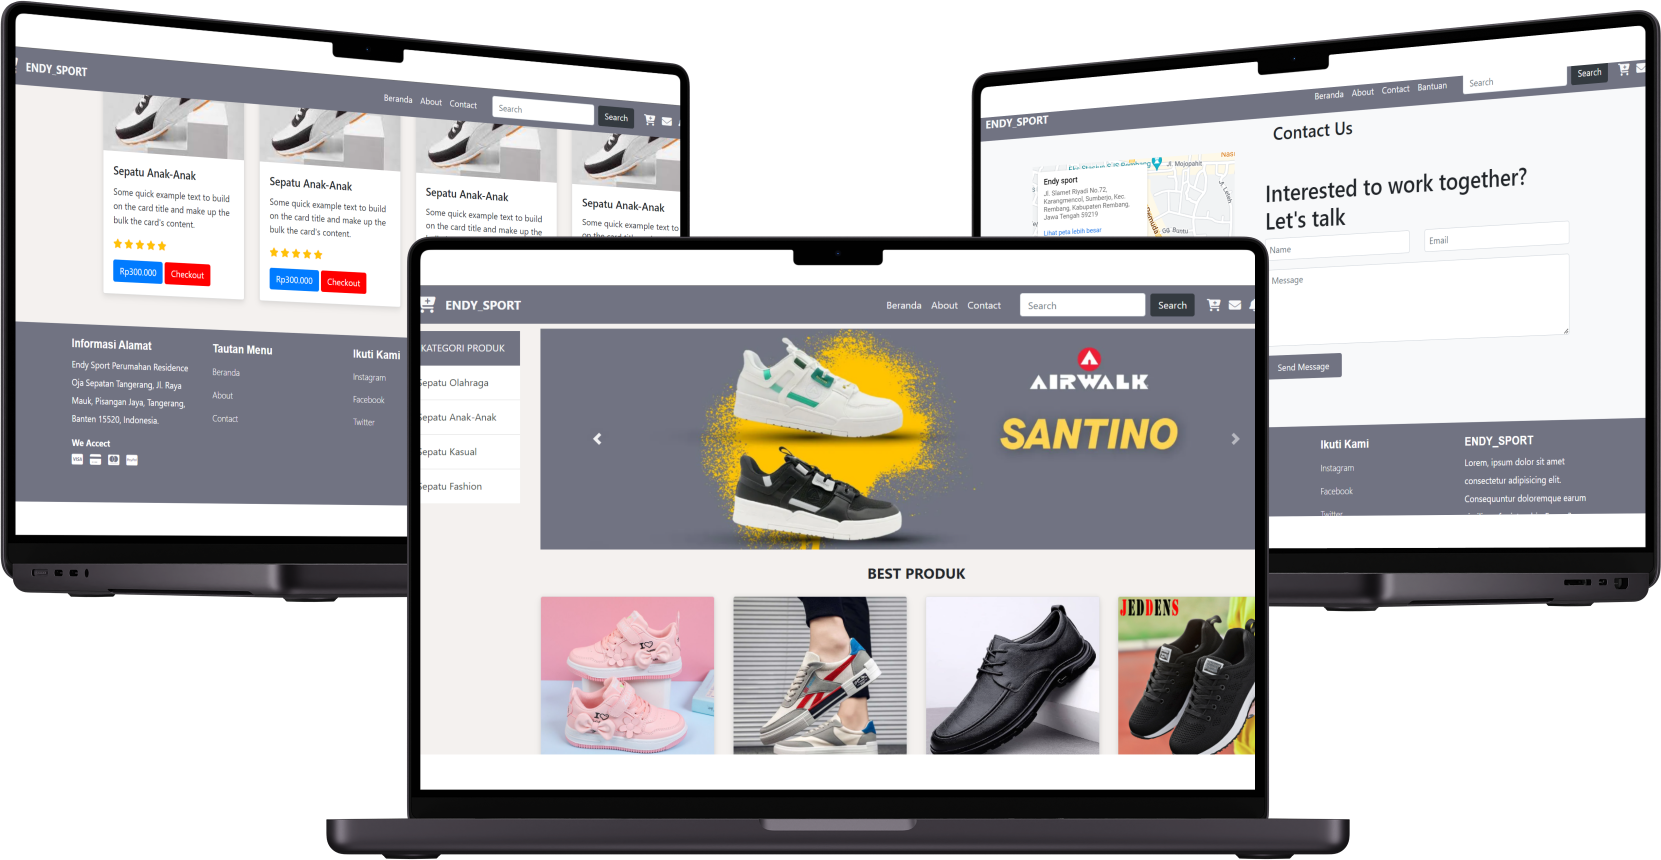 ENDY_SPORT
Beranda About Contact Search Search
Sepatu Anak-Anak
Some quick example text to build
on the card title and make up the
bulk the card's content.
Rp300.000 Checkout
Sepatu Anak-Anak
Some quick example text to build
on the card title and make up the
bulk the card's content.
Rp300.000 Checkout
Sepatu Anak-Anak
Some quick example text to build
on the card title and make up the
Sepatu Anak-Anak
Some quick example text to
Informasi Alamat
Endy Sport Perumahan Residence
Oja Sepatan Tangerang, Jl. Raya
Mauk, Pisangan Jaya, Tangerang,
Banten 15520, Indonesia.
We Accect
VISA
Tautan Menu
Beranda
About
Contact
Ikuti Kami
Instagram
Facebook
Twitter
ENDY_SPORT
Beranda About Contact Bantuan Search Search
Contact Us
Endy sport
Jl. Slamet Riyadi No.72,
Karangmencol, Sumberjo, Kec.
Rembang, Kabupaten Rembang,
Jawa Tengah 59219
Lihat peta lebih besar
Jl. Mojopahit
Interested to work together?
Let's talk
Name
Email
Message
Send Message
Ikuti Kami
Instagram
Facebook
Twitter
ENDY_SPORT
Lorem, ipsum dolor sit amet
consectetur adipisicing elit.
Consequuntur doloremque earum
ENDY_SPORT
Beranda About Contact Search Search
KATEGORI PRODUK
Sepatu Olahraga
Sepatu Anak-Anak
Sepatu Kasual
Sepatu Fashion
AIRWALK
SANTINO
BEST PRODUK
JEDDENS